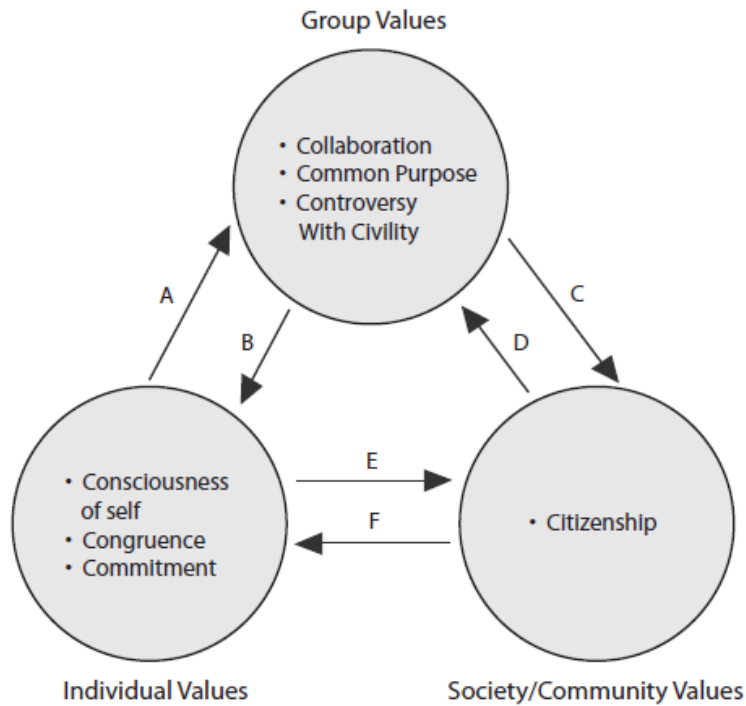 Group Values
• Collaboration
• Common Purpose
• Controversy
With Civility
A
B
C
D
E
F
• Consciousness
of self
• Congruence
• Commitment
• Citizenship
Individual Values
Society/Community Values